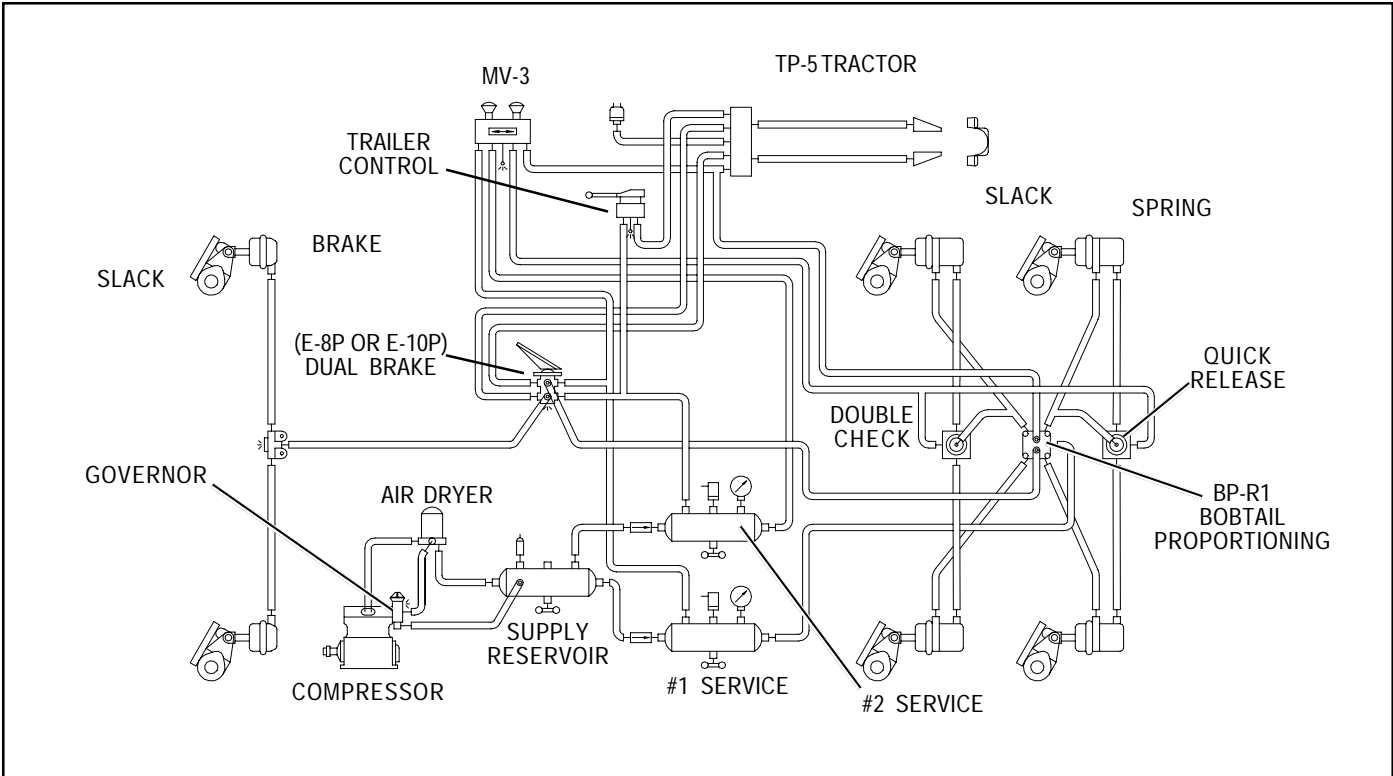 MV-3
TP-5 TRACTOR
TRAILER
CONTROL
SLACK
SPRING
BRAKE
SLACK
(E-8P OR E-10P)
DUAL BRAKE
QUICK
RELEASE
DOUBLE
CHECK
GOVERNOR
AIR DRYER
BP-R1
BOBTAIL
PROPORTIONING
SUPPLY
RESERVOIR
COMPRESSOR
#1 SERVICE
#2 SERVICE